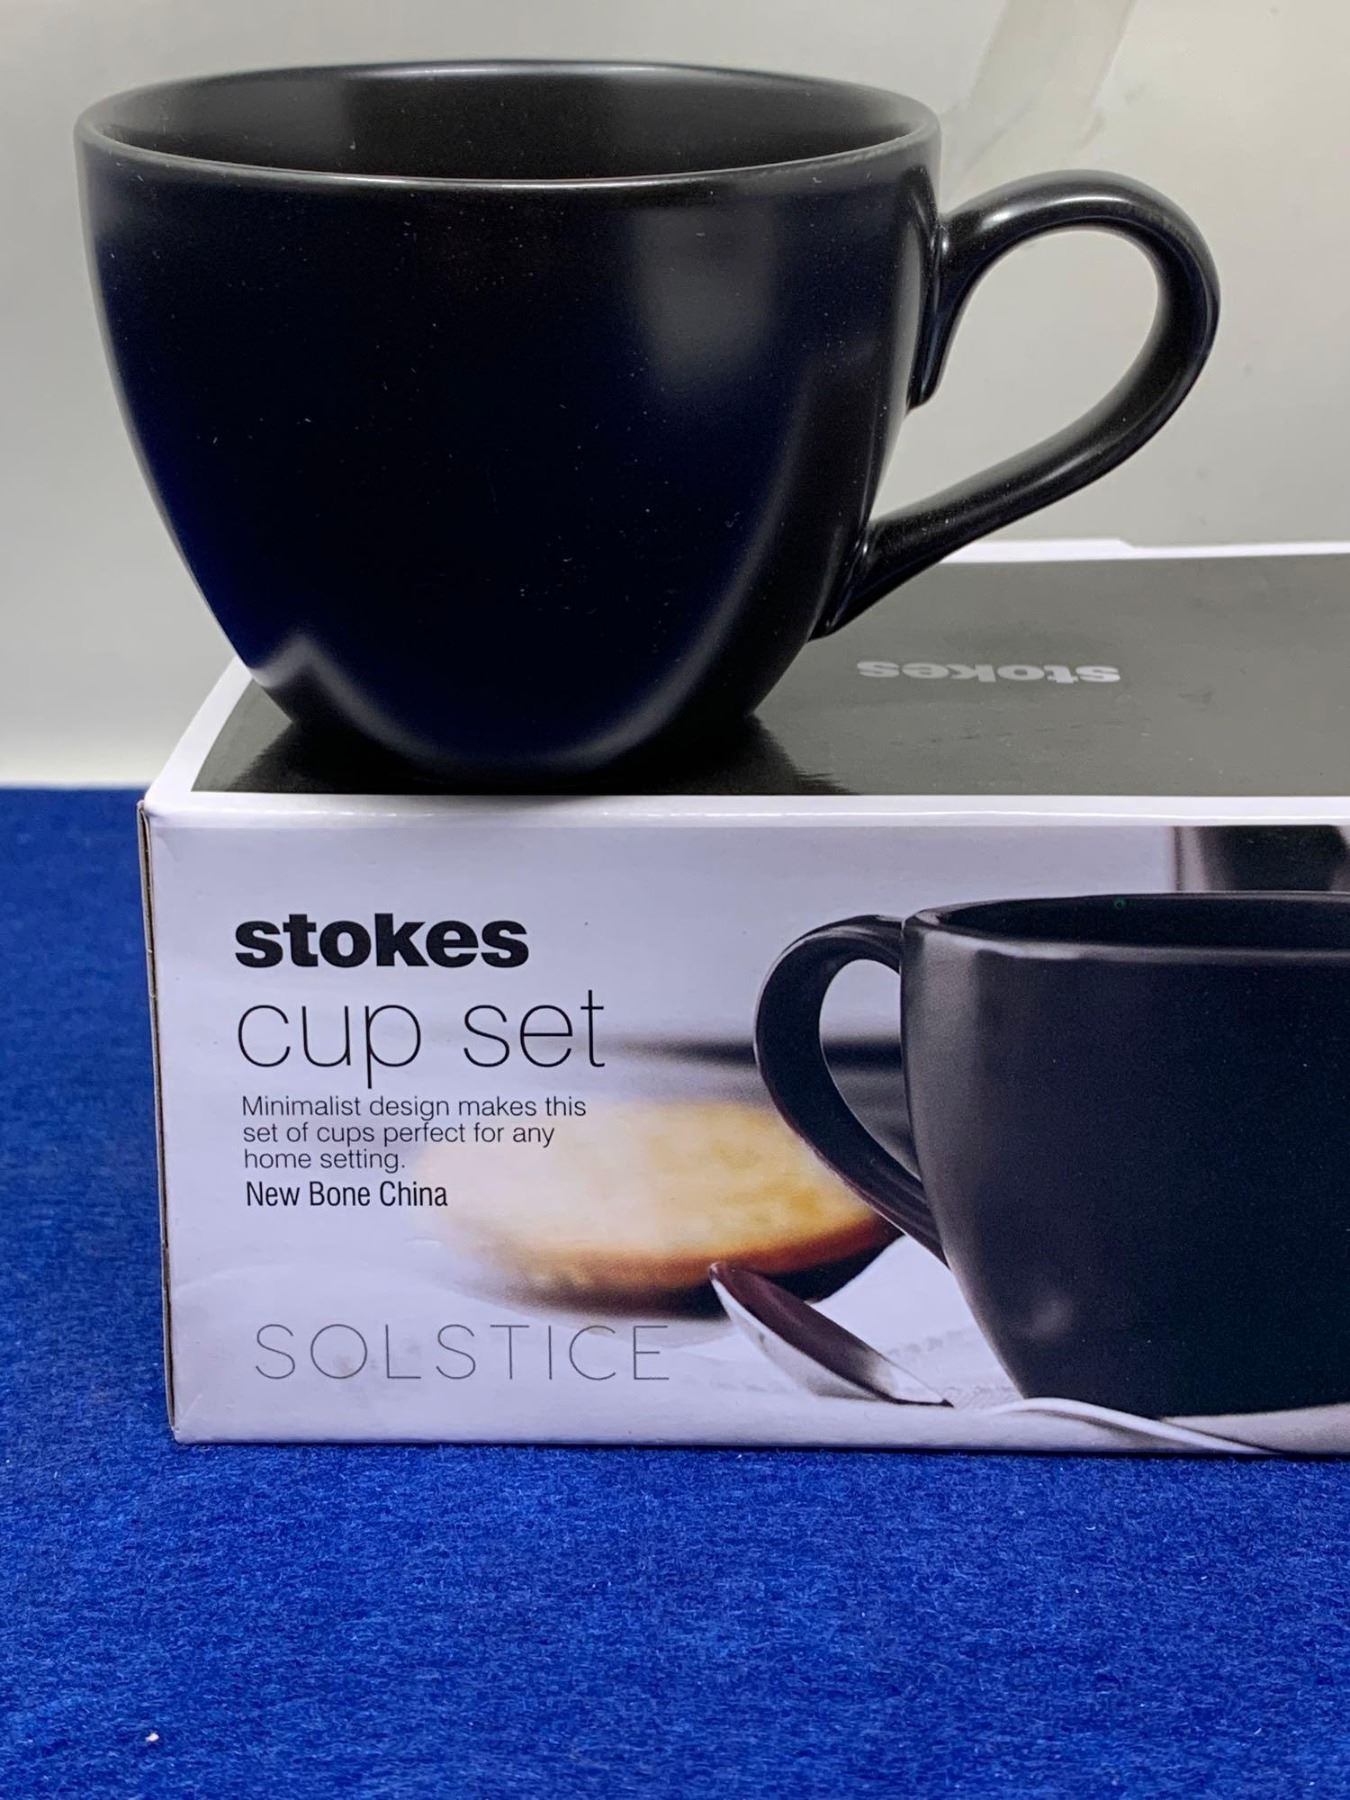 stokes
stokes
cup set
Minimalist design makes this
set of cups perfect for any
home setting.
New Bone China
SOLSTICE